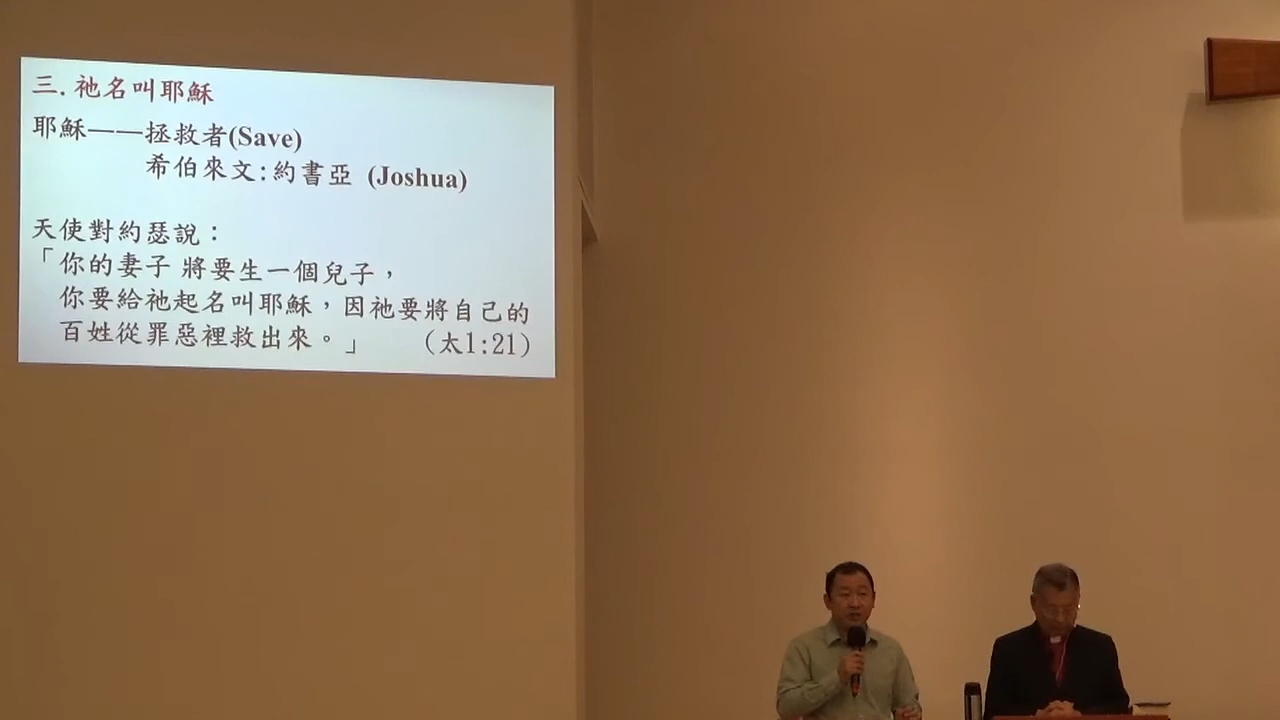 三.祂名叫耶穌
耶穌——拯救者(Save)
希伯來文:約書亞 (Joshua)
天使對約瑟說：
「你的妻子 將要生一個兒子，
你要給祂起名叫耶穌，因祂要將自己的
百姓從罪惡裡救出來。」 (太1:21)